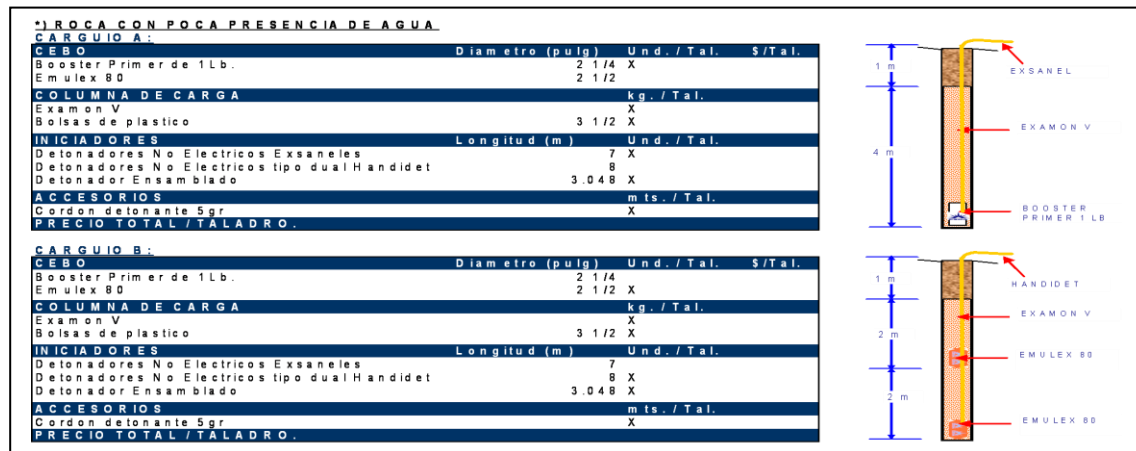 *) ROCA CON POCA PRESENCIA DE AGUA
CARGUIO A:
CEBO Diametro (pulg) Und./Tal. $/Tal.
Booster Primer de 1Lb. 2 1/4 X
Emulex 80 2 1/2
COLUMNA DE CARGA kg./Tal.
Examon V X
Bolsas de plastico 3 1/2 X
INICIADORES Longitud (m) Und./Tal.
Detonadores No Electricos Exsaneles 7 X
Detonadores No Electricos tipo dual Handidet 8
Detonador Ensamblado 3.048 X
ACCESORIOS mts./Tal.
Cordon detonante 5gr X
PRECIO TOTAL /TALADRO.
1 m
EXSANEL
EXAMON V
4 m
BOOSTER
PRIMER 1 LB
CARGUIO B:
CEBO Diametro (pulg) Und./Tal. $/Tal.
Booster Primer de 1Lb. 2 1/4
Emulex 80 2 1/2 X
COLUMNA DE CARGA kg./Tal.
Examon V X
Bolsas de plastico 3 1/2 X
INICIADORES Longitud (m) Und./Tal.
Detonadores No Electricos Exsaneles 7
Detonadores No Electricos tipo dual Handidet 8 X
Detonador Ensamblado 3.048 X
ACCESORIOS mts./Tal.
Cordon detonante 5gr X
PRECIO TOTAL /TALADRO.
1 m
HANDIDET
EXAMON V
2 m
EMULEX 80
2 m
EMULEX 80